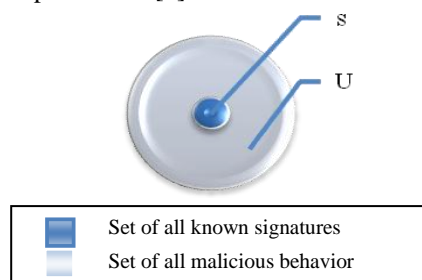 S
U
Set of all known signatures
Set of all malicious behavior